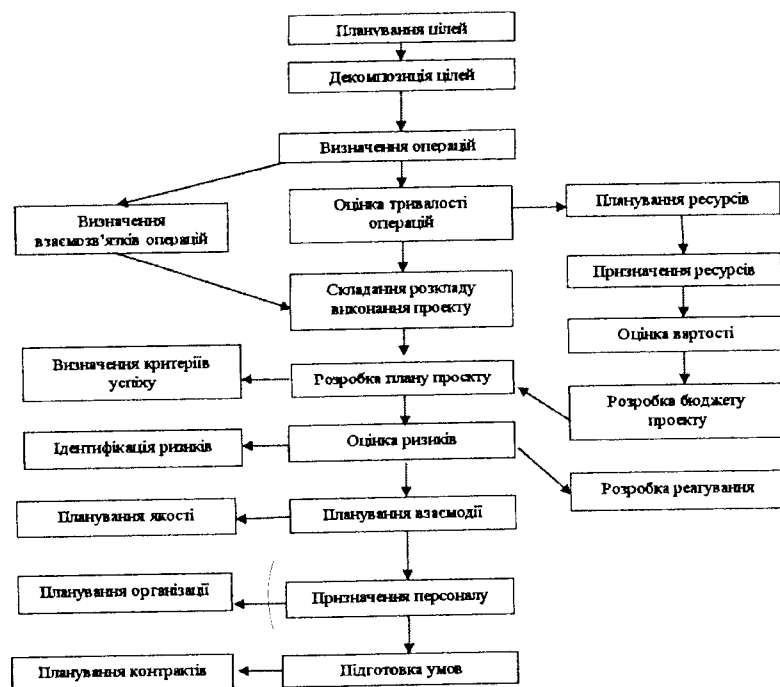 Планування цілей
Декомпозиція цілей
Визначення операцій
Визначення
взаємозв'язків операцій
Оцінка тривалості
операцій
Планування ресурсів
Призначення ресурсів
Складання розкладу
виконання проекту
Оцінка вартості
Визначення критеріїв
успіху
Розробка плану проєкту
Розробка бюджету
проекту
Ідентифікація ризиків
Оцінка ризиків
Розробка реагування
Планування якості
Планування взаємодії
Планування організації
Призначення персоналу
Планування контрактів
Підготовка умов